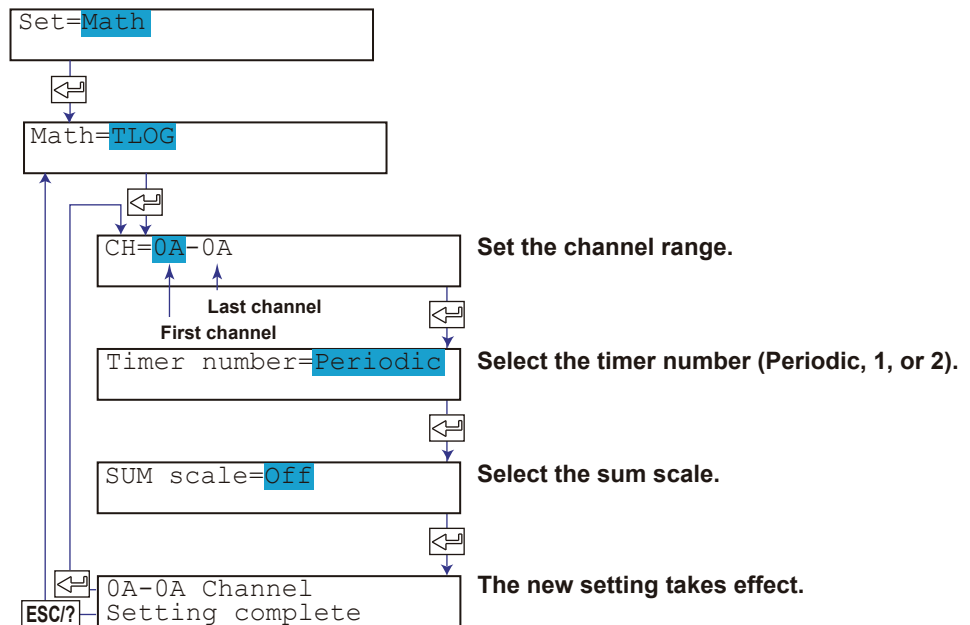 Set=Math
Math=TLOG
CH=0A-0A
Set the channel range.
Last channel
First channel
Timer number=Periodic
Select the timer number (Periodic, 1, or 2).
SUM scale=Off
Select the sum scale.
0A-0A Channel
Setting complete
The new setting takes effect.
ESC/?